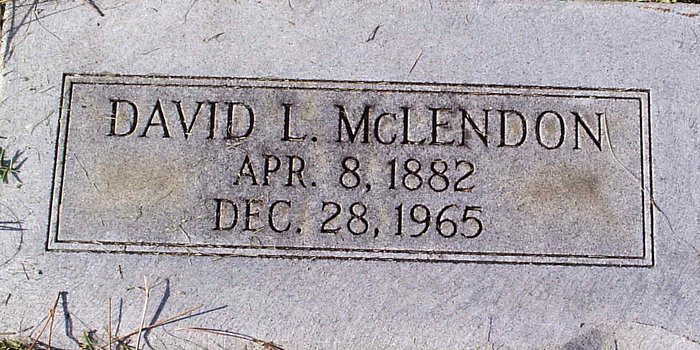 DAVID L. McLENDON
APR. 8, 1882
DEC. 28, 1965